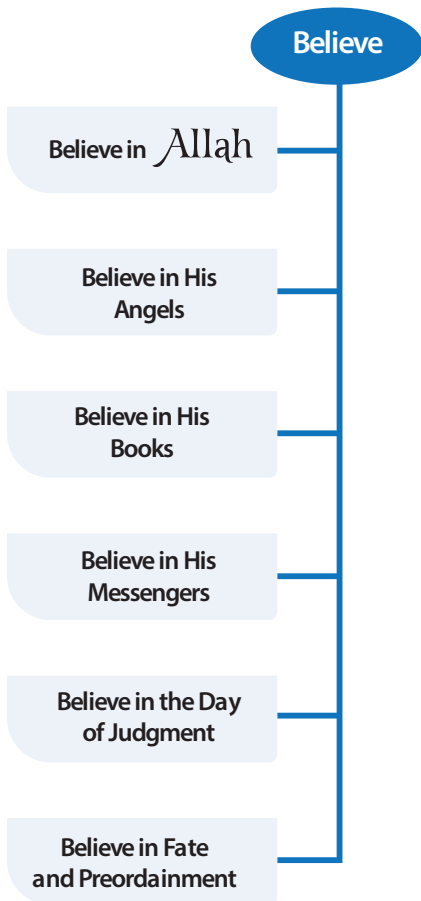 Believe
Believe in Allah
Believe in His
Angels
Believe in His
Books
Believe in His
Messengers
Believe in the Day
of Judgment
Believe in Fate
and Preordainment